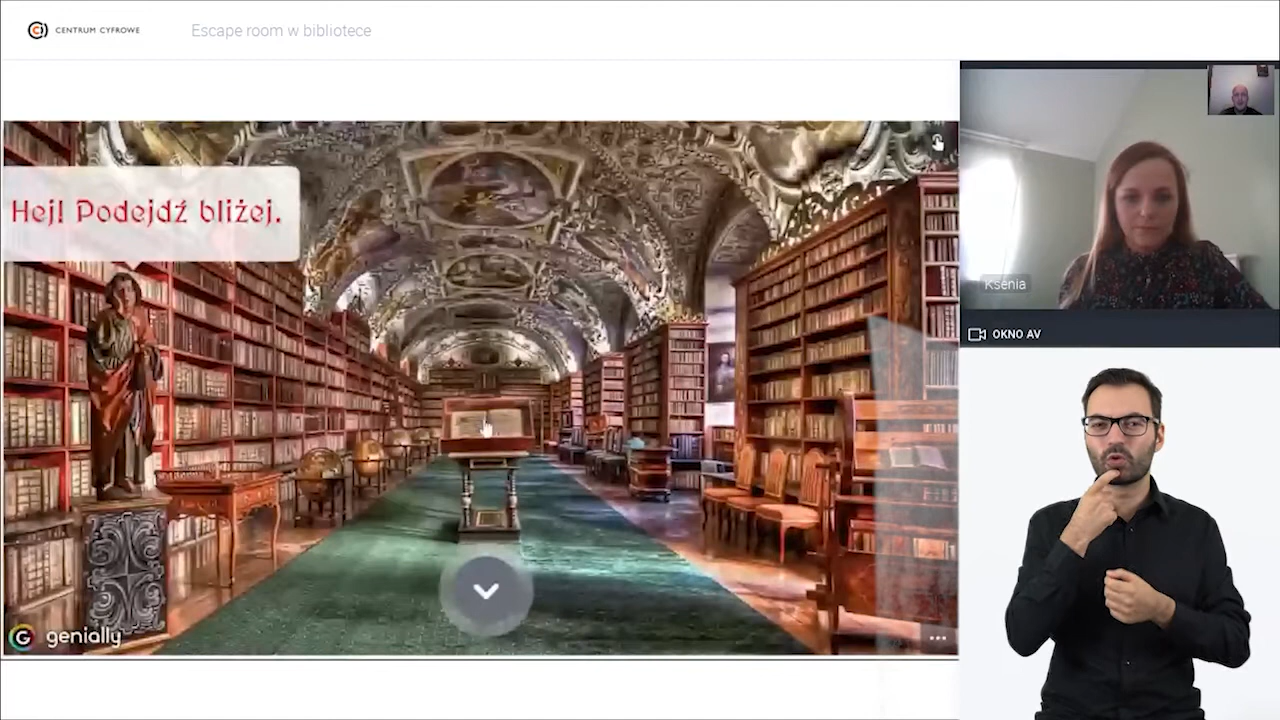 CENTRUM CYFROWE
Escape room w bibliotece
Hej! Podejdź bliżej.
Ksenia
OKNO AV
genially